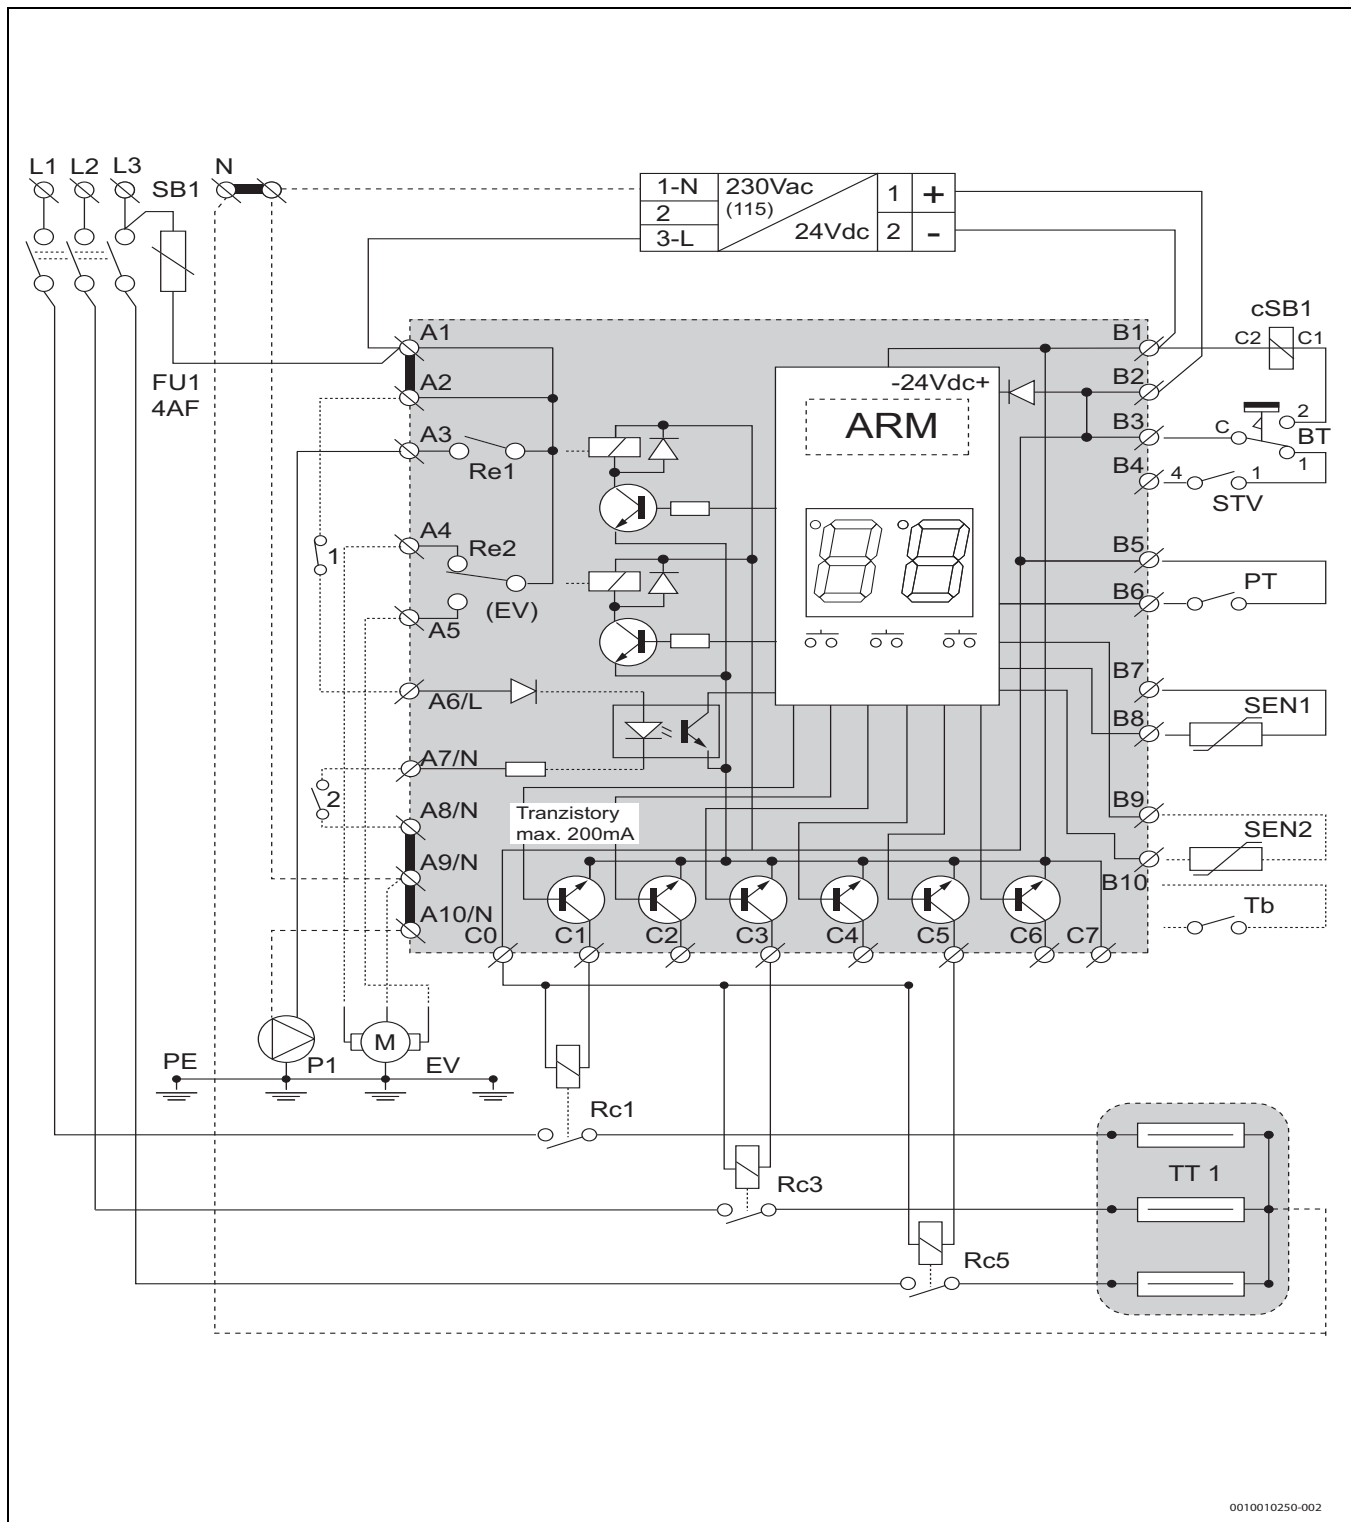 L1 L2 L3 SB1 N
1-N 230Vac 1 +
2 (115)
3-L 24Vdc 2 -
FU1
4AF
A1
A2
A3
Re1
A4
Re2
(EV)
A5
1
A6/L
A7/N
2
A8/N
A9/N
A10/N
-24Vdc+
ARM
Tranzistory
max. 200mA
B1
B2
B3
B4
B5
B6
B7
B8
B9
B10
cSB1
C2 C1
2
C BT
1
4 1
STV
PT
SEN1
SEN2
Tb
C0 C1 C2 C3 C4 C5 C6 C7
M
PE P1 EV
Rc1
Rc3
Rc5
TT 1
0010010250-002